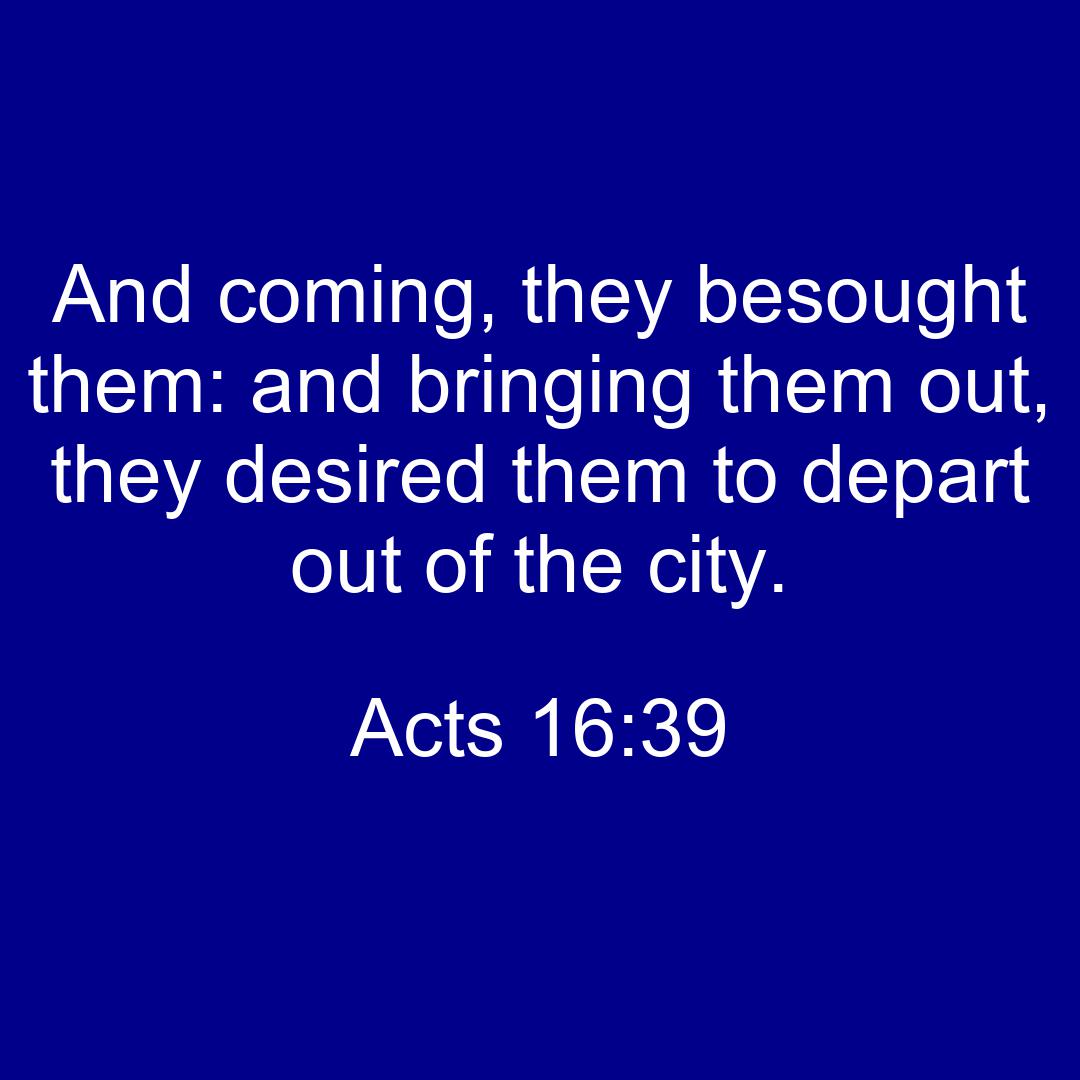 And coming, they besought
them: and bringing them out,
they desired them to depart
out of the city.
Acts 16:39